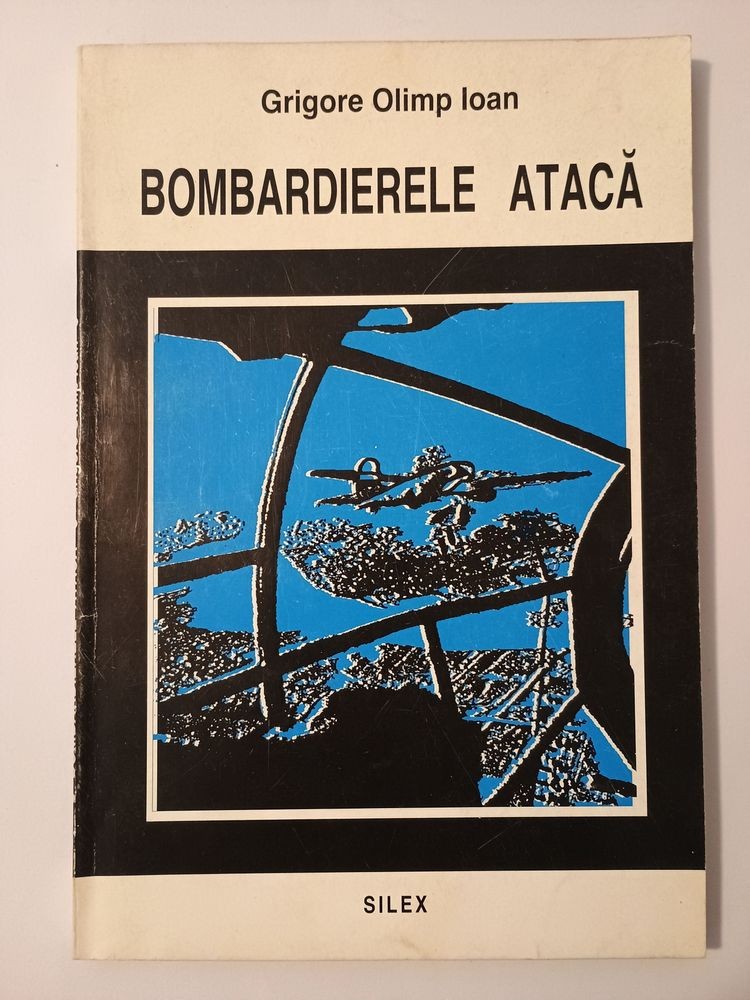 Grigore Olimp Ioan
BOMBARDIERELE ATACĂ
SILEX